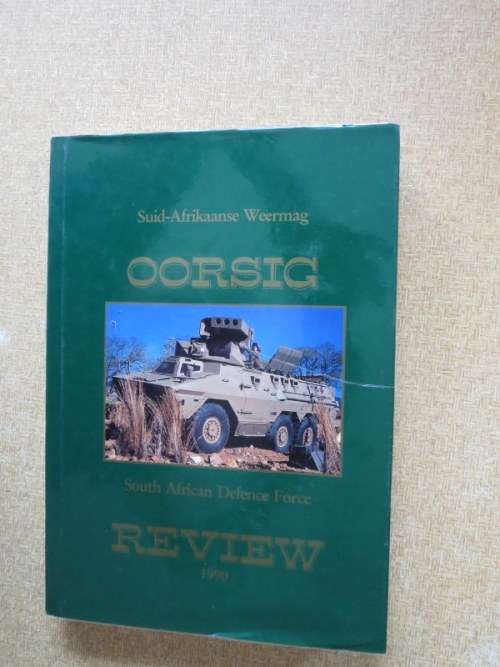 Suid-Afrikaanse Weermag
OORSIG
South African Defence Force
REVIEW
1990